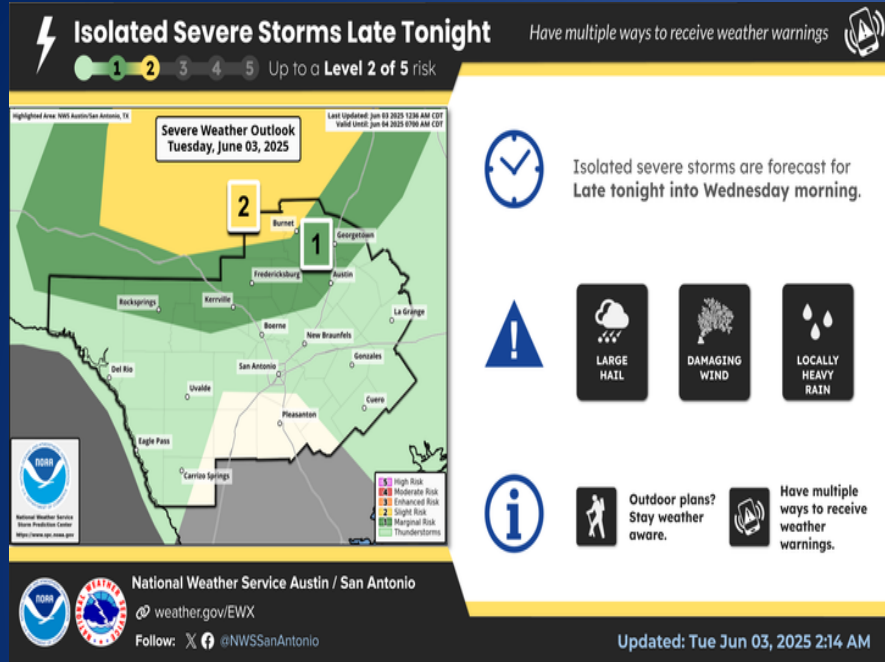 Isolated Severe Storms Late Tonight
Have multiple ways to receive weather warnings
1 2 3 4 5 Up to a Level 2 of 5 risk
Highlighted Area: NWS Austin/San Antonio, TX
Last Updated: Jun 03 2025 1236 AM CDT
Valid Until: Jun 04 2025 0700 AM CDT
Severe Weather Outlook
Tuesday, June 03, 2025
2
Burnet
1
Georgetown
Fredericksburg
Austin
Rocksprings
Kerrville
La Grange
Boerne
New Braunfels
Gonzales
San Antonio
Del Rio
Uvalde
Cuero
Pleasanton
Eagle Pass
Carrizo Springs
NOAA
National Weather Service
Storm Prediction Center
https://www.spc.noaa.gov
5 High Risk
4 Moderate Risk
3 Enhanced Risk
2 Slight Risk
1 Marginal Risk
Thunderstorms
Isolated severe storms are forecast for
Late tonight into Wednesday morning.
LARGE
HAIL
DAMAGING
WIND
LOCALLY
HEAVY
RAIN
Outdoor plans?
Stay weather
aware.
Have multiple
ways to receive
weather
warnings.
NOAA
NATIONAL WEATHER SERVICE
National Weather Service Austin / San Antonio
weather.gov/EWX
Follow: @NWSSanAntonio
Updated: Tue Jun 03, 2025 2:14 AM